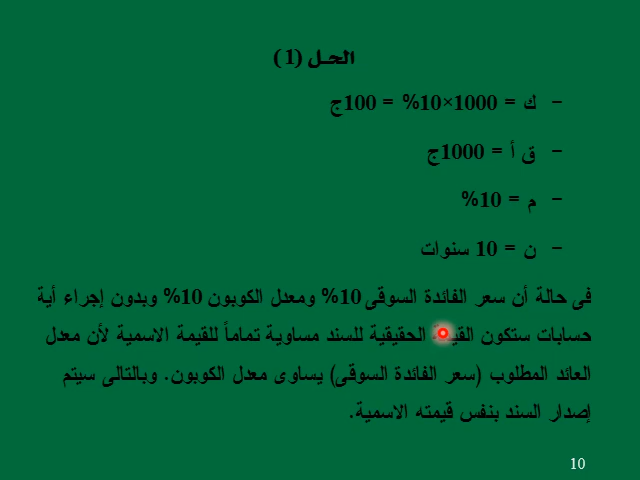 الحـل (1)
– ك = 1000×10% = 100ج
– ق أ = 1000ج
– م = 10%
– ن = 10 سنوات
فى حالة أن سعر الفائدة السوقى 10% ومعدل الكوبون 10% وبدون إجراء أية
حسابات ستكون القيمة الحقيقية للسند مساوية تماماً للقيمة الاسمية لأن معدل
العائد المطلوب (سعر الفائدة السوقى) يساوى معدل الكوبون. وبالتالى سيتم
إصدار السند بنفس قيمته الاسمية.
10